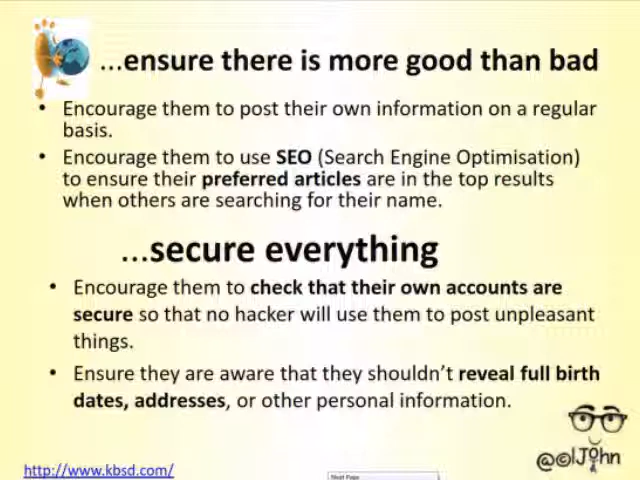 ...ensure there is more good than bad
• Encourage them to post their own information on a regular
basis.
• Encourage them to use SEO (Search Engine Optimisation)
to ensure their preferred articles are in the top results
when others are searching for their name.
...secure everything
• Encourage them to check that their own accounts are
secure so that no hacker will use them to post unpleasant
things.
• Ensure they are aware that they shouldn't reveal full birth
dates, addresses, or other personal information.
@©lJOhn
http://www.kbsd.com/
Next Page